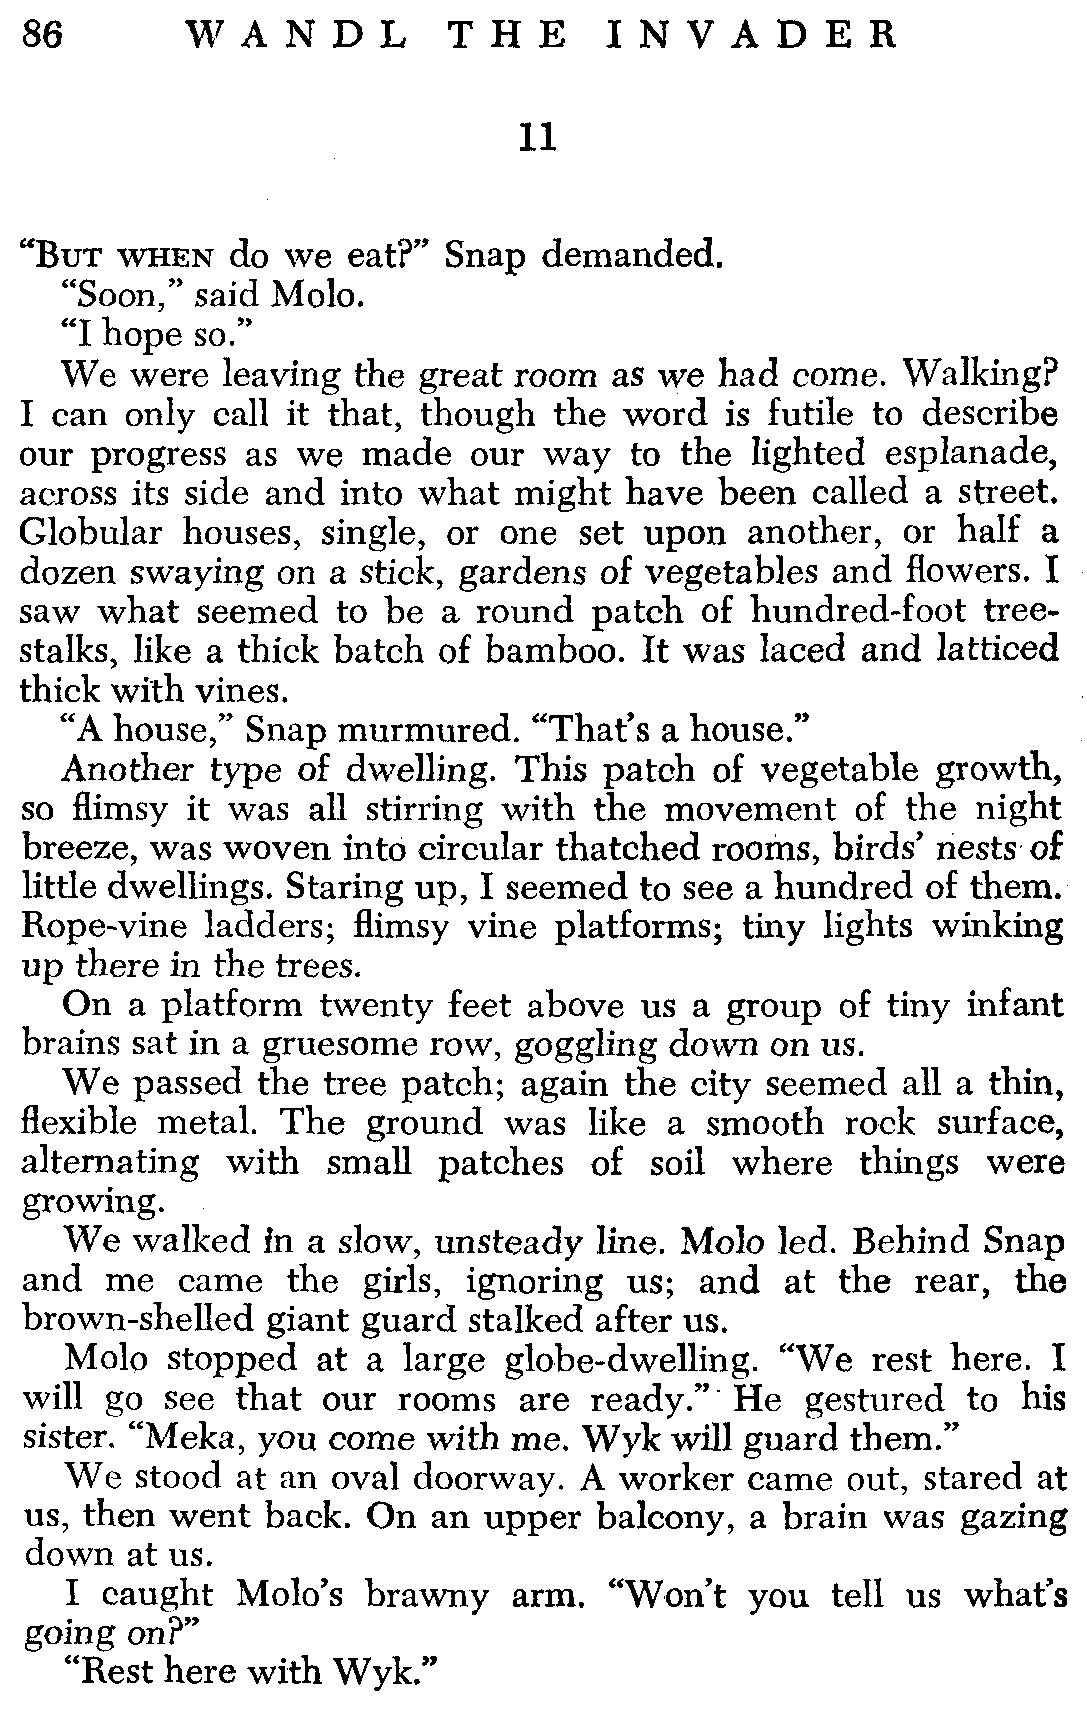 86 WANDL THE INVADER
11
“BUT WHEN do we eat?” Snap demanded.
“Soon,” said Molo.
“I hope so.”
We were leaving the great room as we had come. Walking?
I can only call it that, though the word is futile to describe
our progress as we made our way to the lighted esplanade,
across its side and into what might have been called a street.
Globular houses, single, or one set upon another, or half a
dozen swaying on a stick, gardens of vegetables and flowers. I
saw what seemed to be a round patch of hundred-foot tree-
stalks, like a thick batch of bamboo. It was laced and latticed
thick with vines.
“A house,” Snap murmured. “That’s a house.”
Another type of dwelling. This patch of vegetable growth,
so flimsy it was all stirring with the movement of the night
breeze, was woven into circular thatched rooms, birds’ nests of
little dwellings. Staring up, I seemed to see a hundred of them.
Rope-vine ladders; flimsy vine platforms; tiny lights winking
up there in the trees.
On a platform twenty feet above us a group of tiny infant
brains sat in a gruesome row, goggling down on us.
We passed the tree patch; again the city seemed all a thin,
flexible metal. The ground was like a smooth rock surface,
alternating with small patches of soil where things were
growing.
We walked in a slow, unsteady line. Molo led. Behind Snap
and me came the girls, ignoring us; and at the rear, the
brown-shelled giant guard stalked after us.
Molo stopped at a large globe-dwelling. “We rest here. I
will go see that our rooms are ready.” He gestured to his
sister. “Meka, you come with me. Wyk will guard them.”
We stood at an oval doorway. A worker came out, stared at
us, then went back. On an upper balcony, a brain was gazing
down at us.
I caught Molo’s brawny arm. “Won’t you tell us what’s
going on?”
“Rest here with Wyk.”